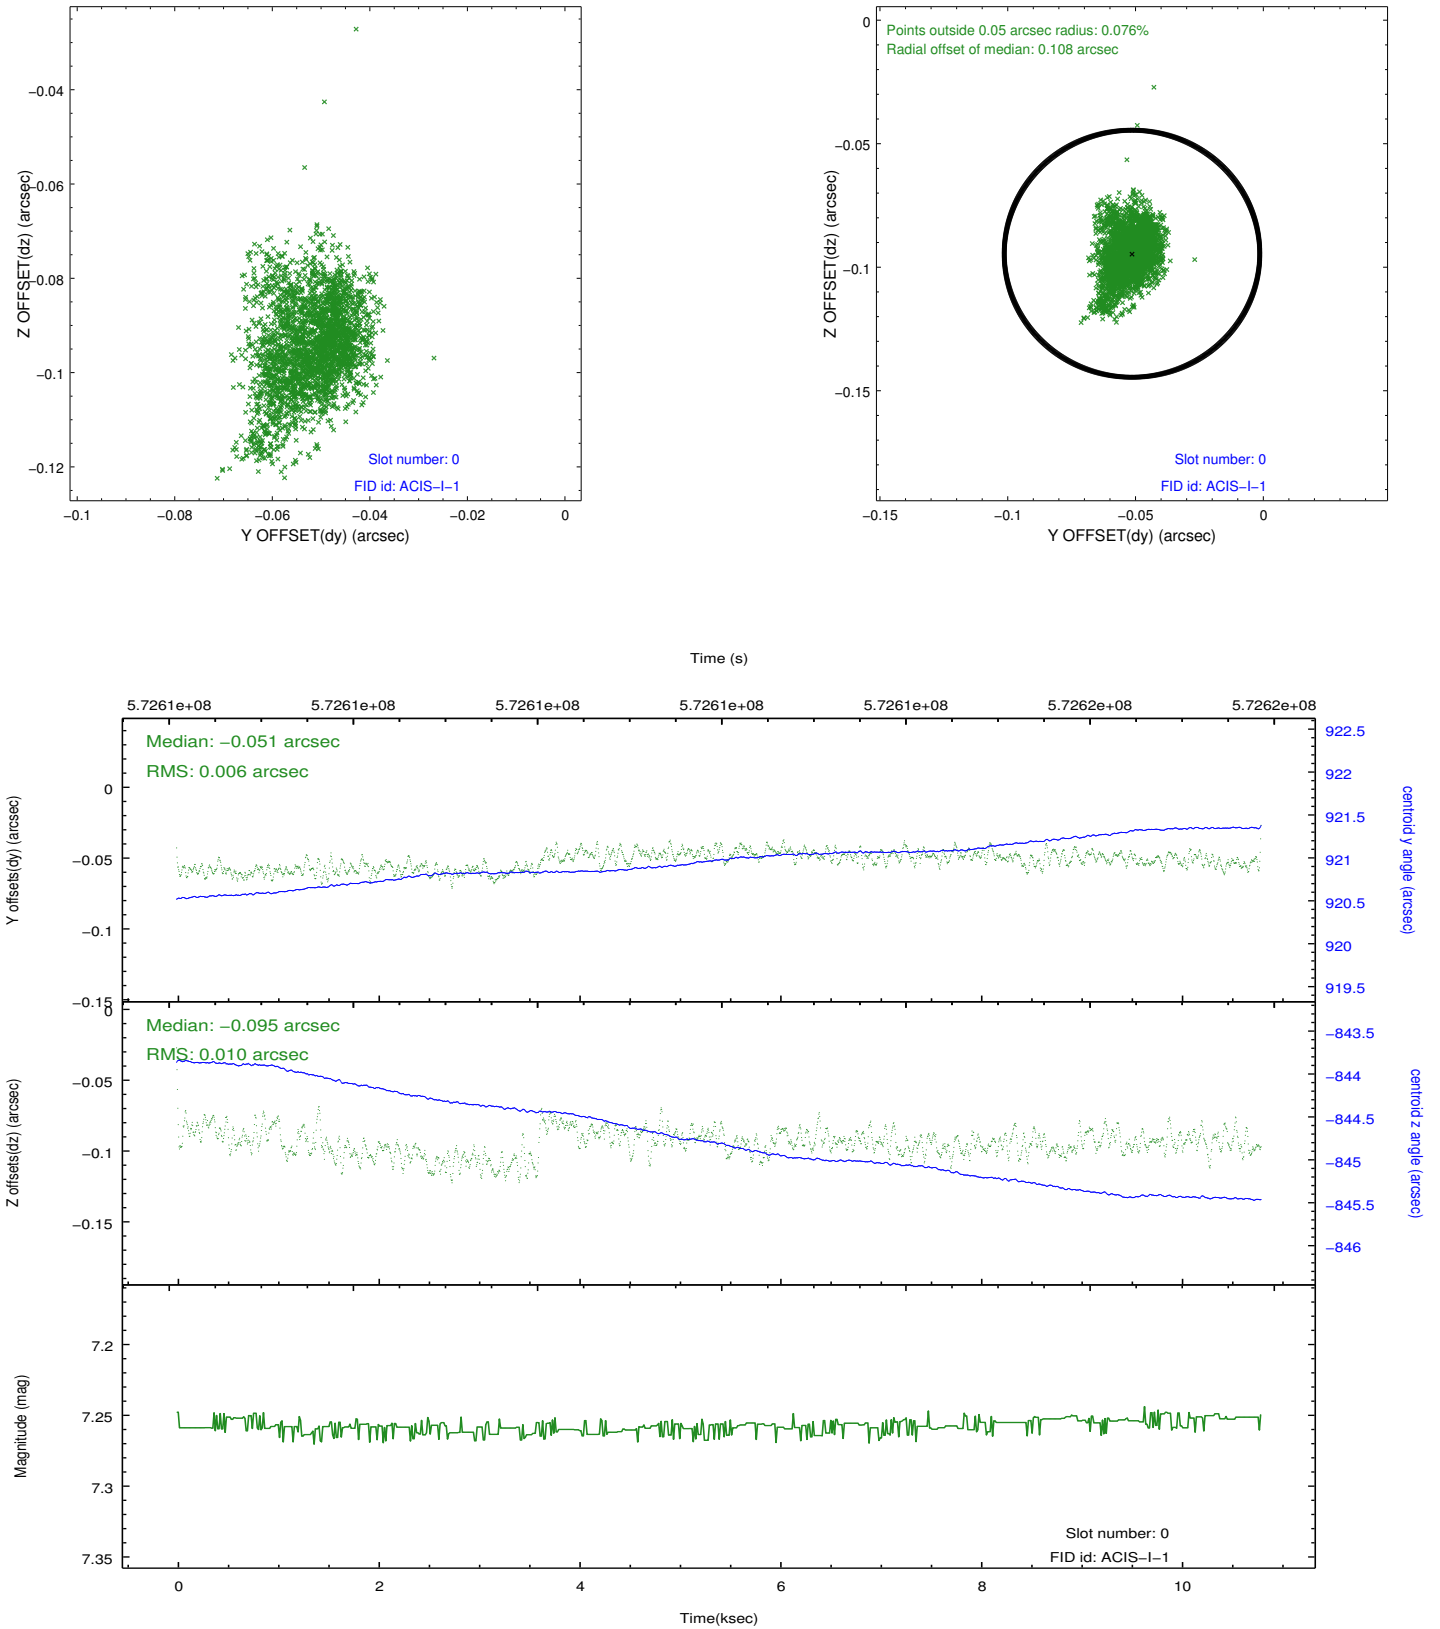 Z OFFSET(dz) (arcsec)
−0.04
−0.06
−0.08
−0.1
−0.12
Slot number: 0
FID id: ACIS−I−1
−0.1 −0.08 −0.06 −0.04 −0.02 0
Y OFFSET(dy) (arcsec)
Points outside 0.05 arcsec radius: 0.076%
Radial offset of median: 0.108 arcsec
Z OFFSET(dz) (arcsec)
0
−0.05
−0.1
−0.15
Slot number: 0
FID id: ACIS−I−1
−0.15 −0.1 −0.05 0
Y OFFSET(dy) (arcsec)
Time (s)
5.7261e+08 5.7261e+08 5.7261e+08 5.7261e+08 5.7261e+08 5.7262e+08 5.7262e+08
Median: −0.051 arcsec
RMS: 0.006 arcsec
Y offsets(dy) (arcsec)
0
−0.05
−0.1
−0.15
922.5
922
921.5
921
920.5
920
919.5
centroid y angle (arcsec)
Median: −0.095 arcsec
RMS: 0.010 arcsec
Z offsets(dz) (arcsec)
0
−0.05
−0.1
−0.15
−843.5
−844
−844.5
−845
−845.5
−846
centroid z angle (arcsec)
Magnitude (mag)
7.2
7.25
7.3
7.35
Slot number: 0
FID id: ACIS−I−1
0 2 4 6 8 10
Time(ksec)